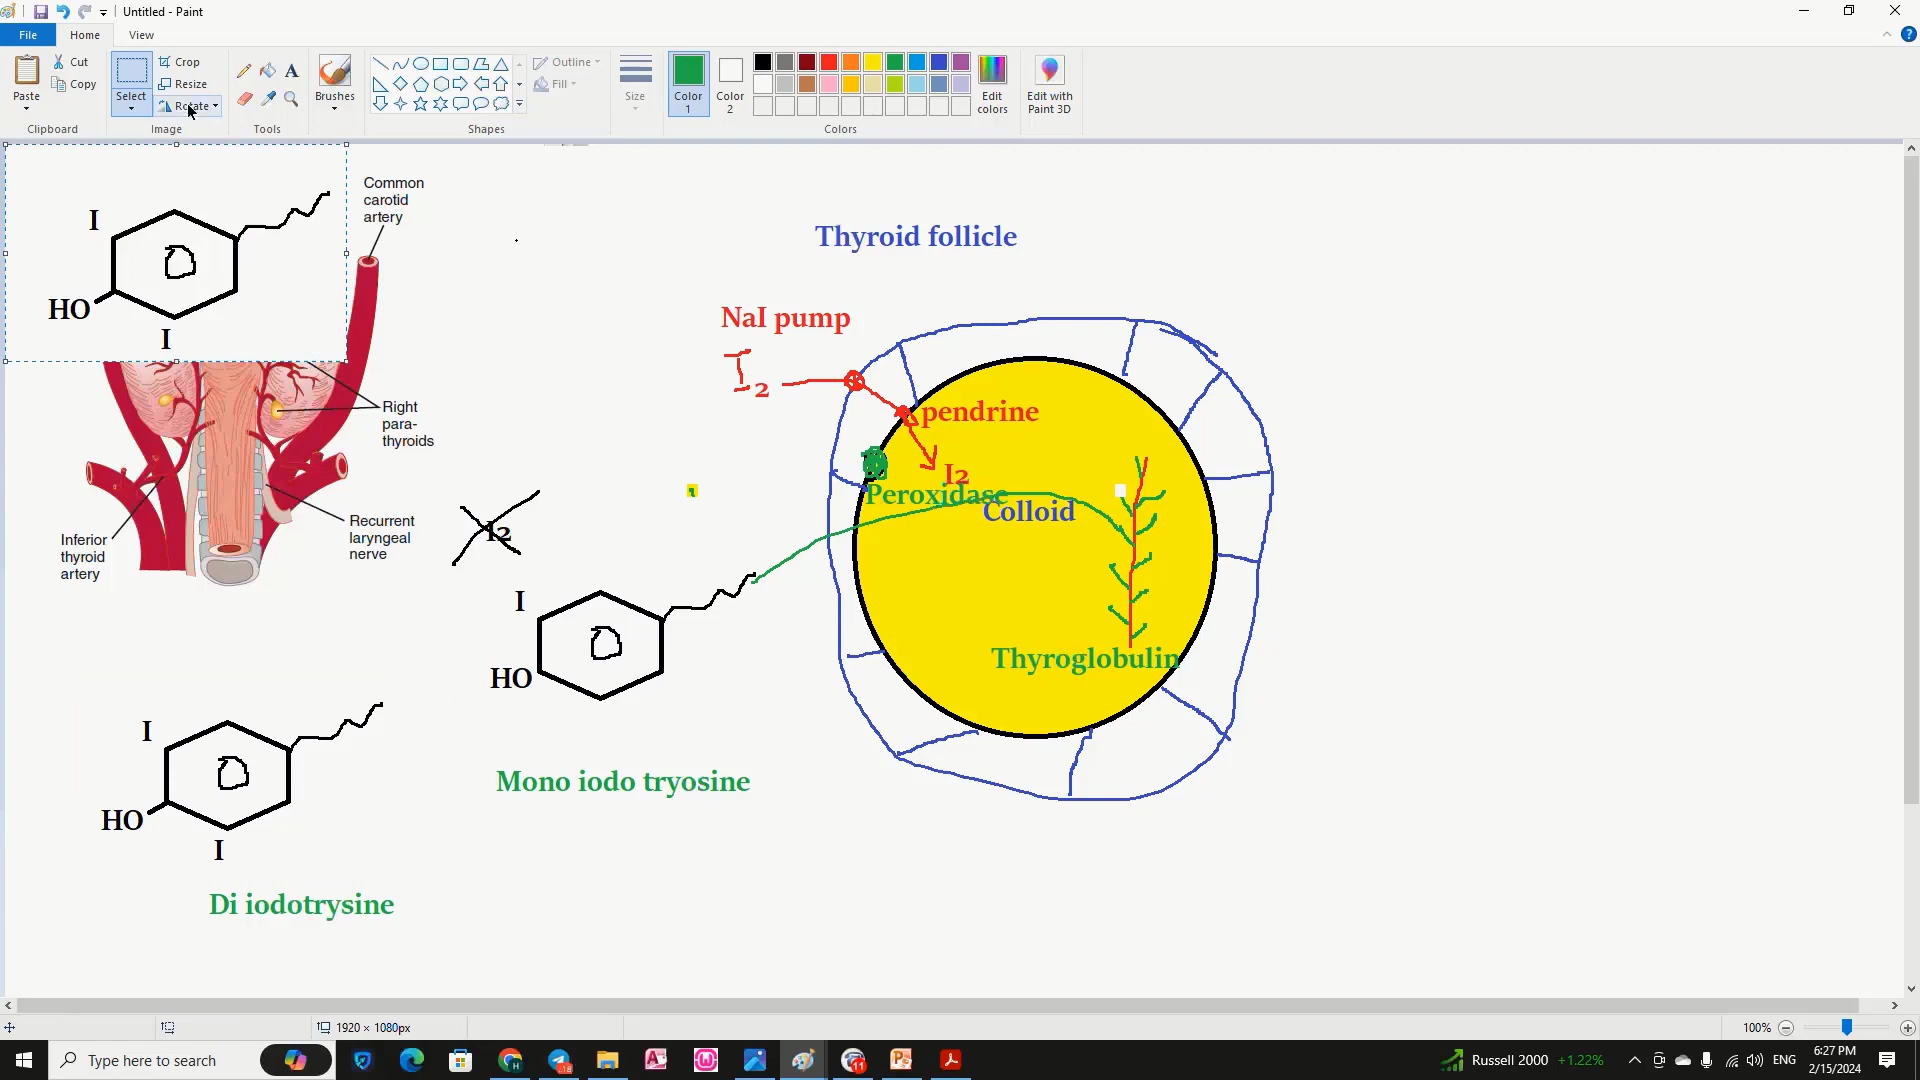 Untitled - Paint
File
Home
View
Paste
Cut
Copy
Clipboard
Select
Crop
Resize
Rotate
Image
A
Tools
Brushes
Outline
Fill
Shapes
Size
Color
1
Color
2
Edit
colors
Edit with
Paint 3D
Colors
I
HO
I
Common
carotid
artery
Right
para-
thyroids
Inferior
thyroid
artery
Recurrent
laryngeal
nerve
Thyroid follicle
NaI pump
I2
pendrine
I2
Peroxidase
Colloid
Thyroglobulin
I2
I
HO
Mono iodo tryosine
I
HO
I
Di iodotrysine
1920 × 1080px
100%
Type here to search
Russell 2000 +1.22%
ENG
6:27 PM
2/15/2024